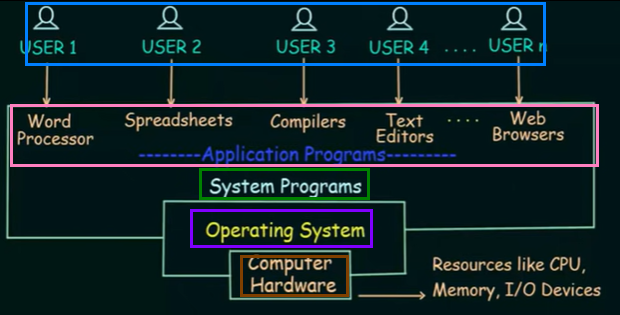 USER 1 USER 2 USER 3 USER 4 .... USER n
Word Processor Spreadsheets Compilers Text Editors .... Web Browsers
--------Application Programs---------
System Programs
Operating System
Computer
Hardware
Resources like CPU,
Memory, I/O Devices